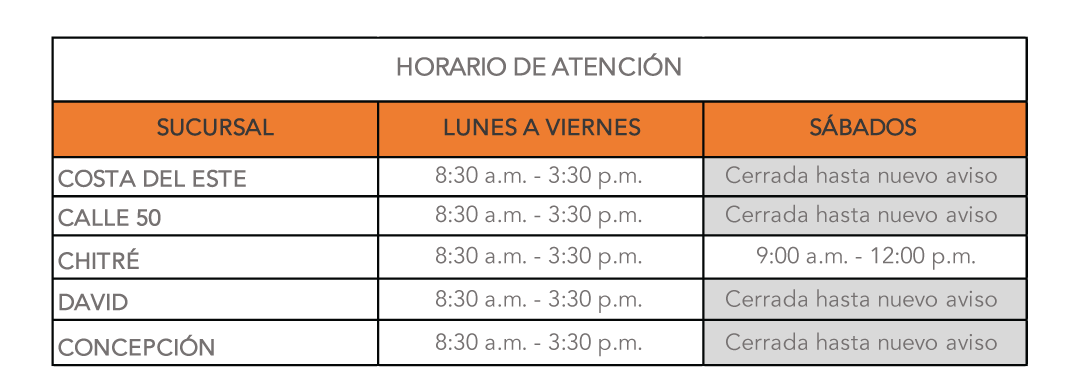 HORARIO DE ATENCIÓN
SUCURSAL LUNES A VIERNES SÁBADOS
COSTA DEL ESTE 8:30 a.m. - 3:30 p.m. Cerrada hasta nuevo aviso
CALLE 50 8:30 a.m. - 3:30 p.m. Cerrada hasta nuevo aviso
CHITRÉ 8:30 a.m. - 3:30 p.m. 9:00 a.m. - 12:00 p.m.
DAVID 8:30 a.m. - 3:30 p.m. Cerrada hasta nuevo aviso
CONCEPCIÓN 8:30 a.m. - 3:30 p.m. Cerrada hasta nuevo aviso